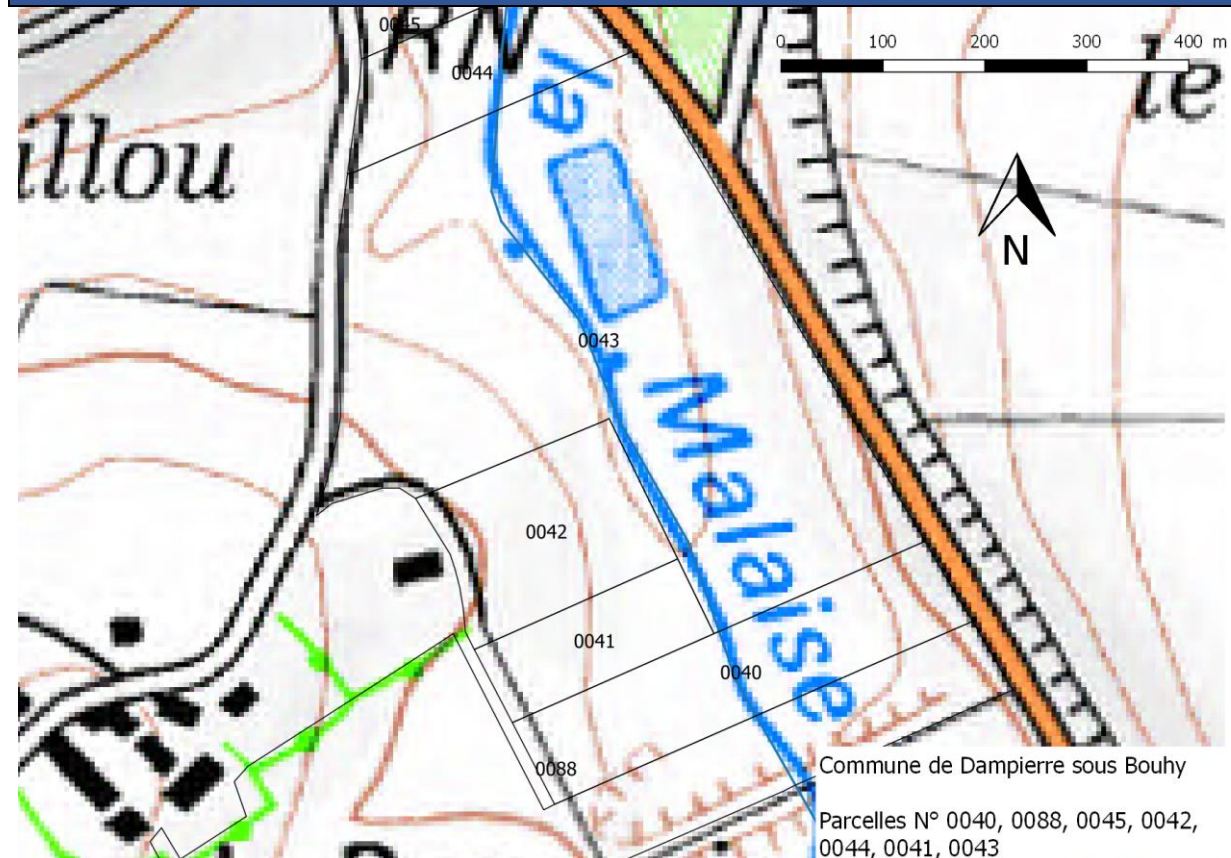 0045
0044
la
0 100 200 300 400 m
le
illou
N
0043
Malaise
0042
0041
0040
0088
Commune de Dampierre sous Bouhy
Parcelles N° 0040, 0088, 0045, 0042,
0044, 0041, 0043